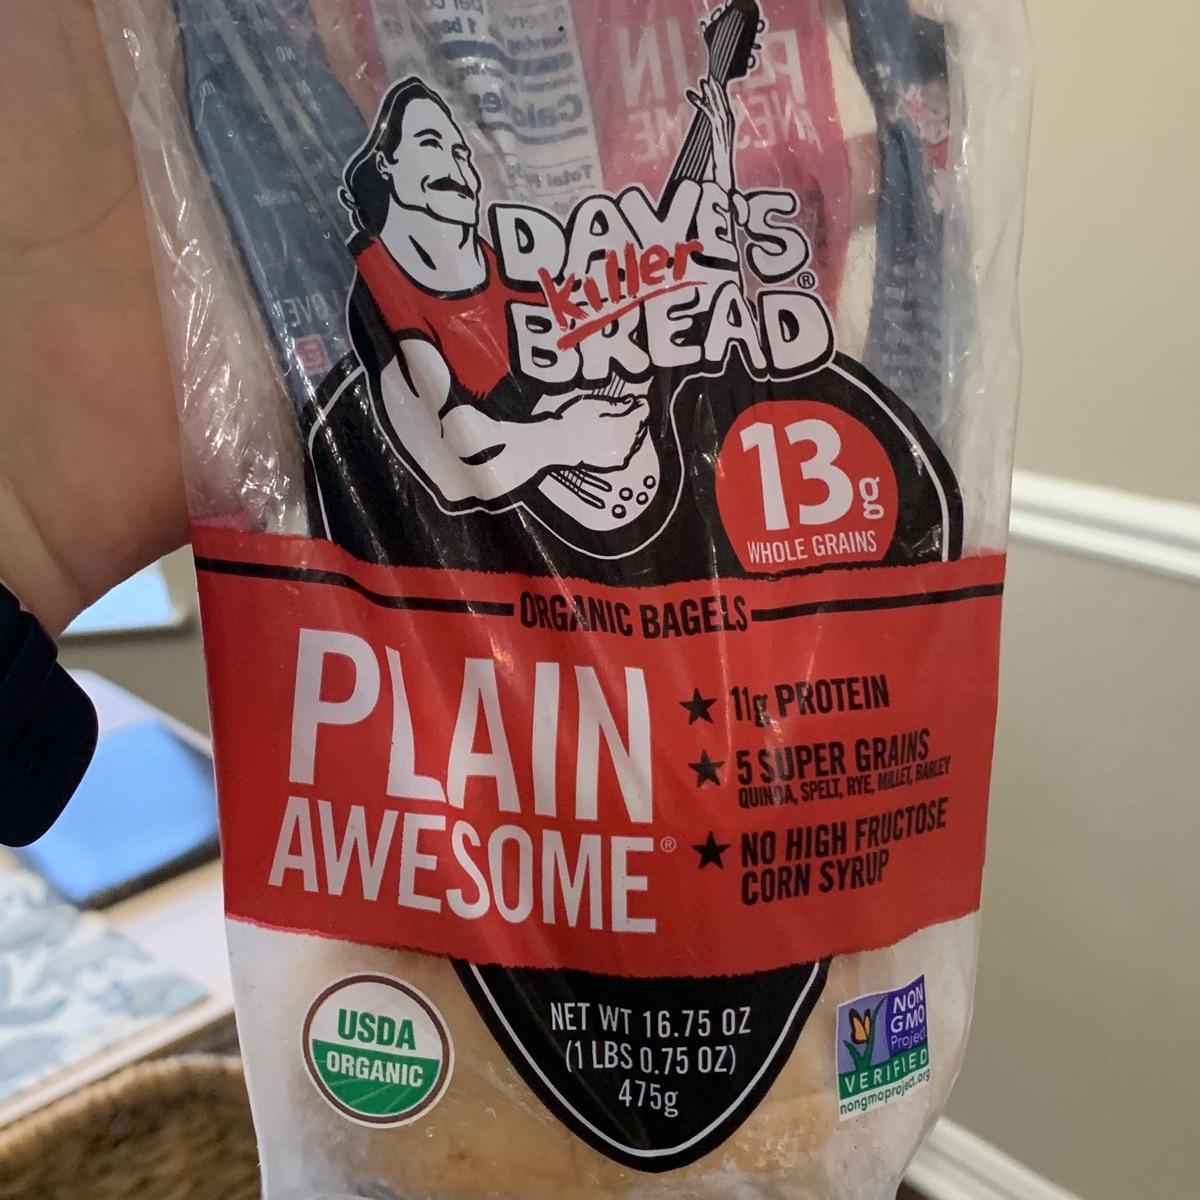 DAVE'S
Killer
BREAD®
13g
WHOLE GRAINS
ORGANIC BAGELS
PLAIN
AWESOME®
★ 11g PROTEIN
★ 5 SUPER GRAINS
QUINOA, SPELT, RYE, MILLET, BARLEY
★ NO HIGH FRUCTOSE
CORN SYRUP
USDA
ORGANIC
NET WT 16.75 OZ
(1 LBS 0.75 OZ)
475g
NON
GMO
Project
VERIFIED
nongmoproject.org